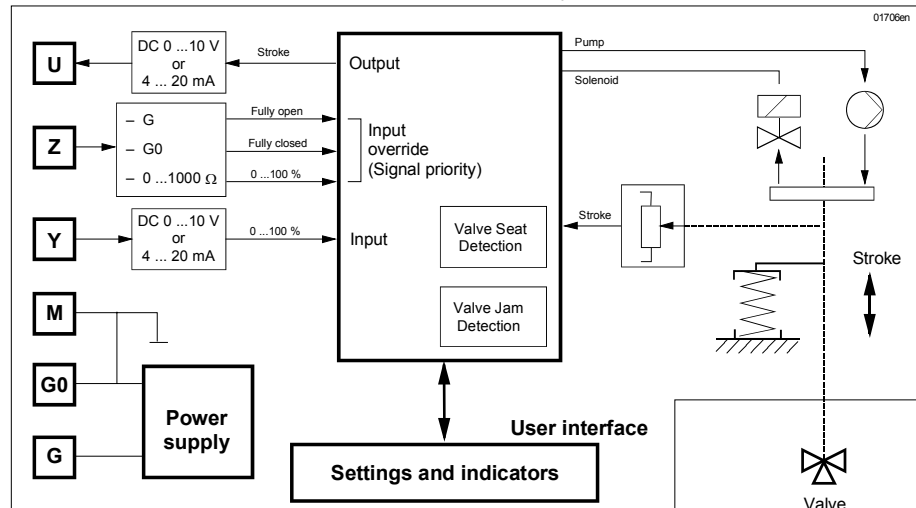 01706en
U
DC 0 ...10 V
or
4 ... 20 mA
Stroke
Output
Pump
Solenoid
Z
– G
– G0
– 0 ...1000 Ω
Fully open
Fully closed
0 ...100 %
Input
override
(Signal priority)
Y
DC 0 ...10 V
or
4 ... 20 mA
0 ...100 %
Input
Valve Seat
Detection
Stroke
Stroke
Valve Jam
Detection
M
G0
G
Power
supply
User interface
Settings and indicators
Valve